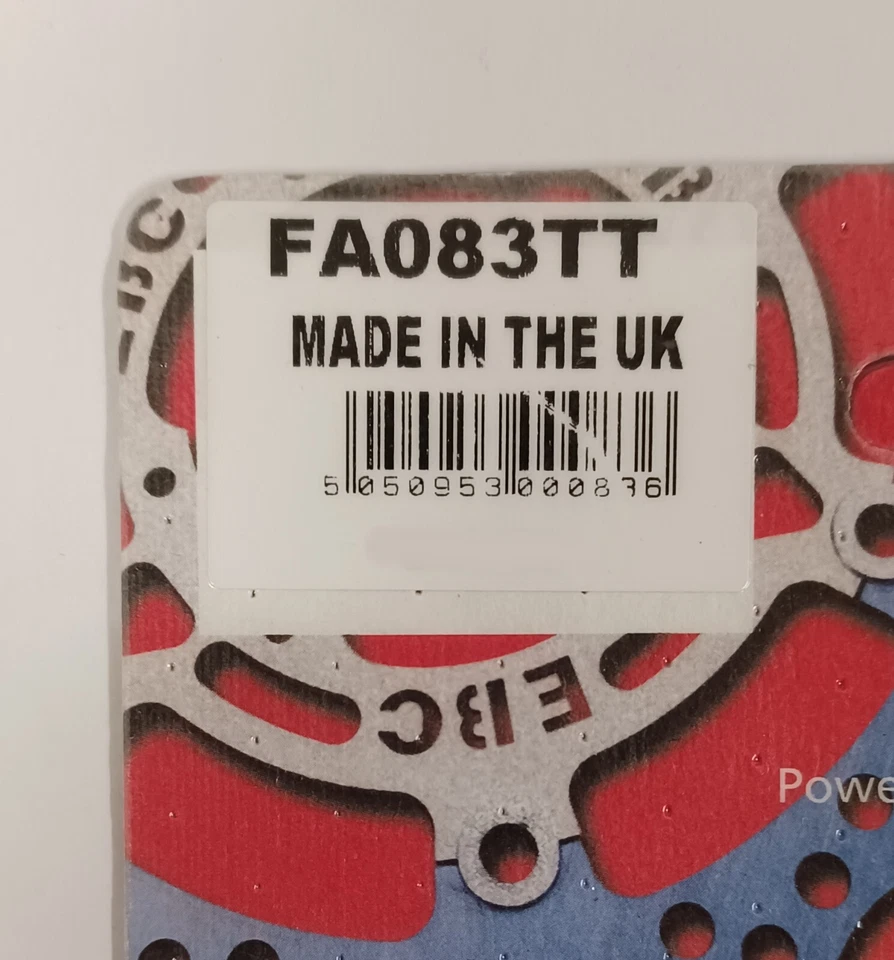 EBC
FA083TT
MADE IN THE UK
5 050953 000836
EBC
Powe